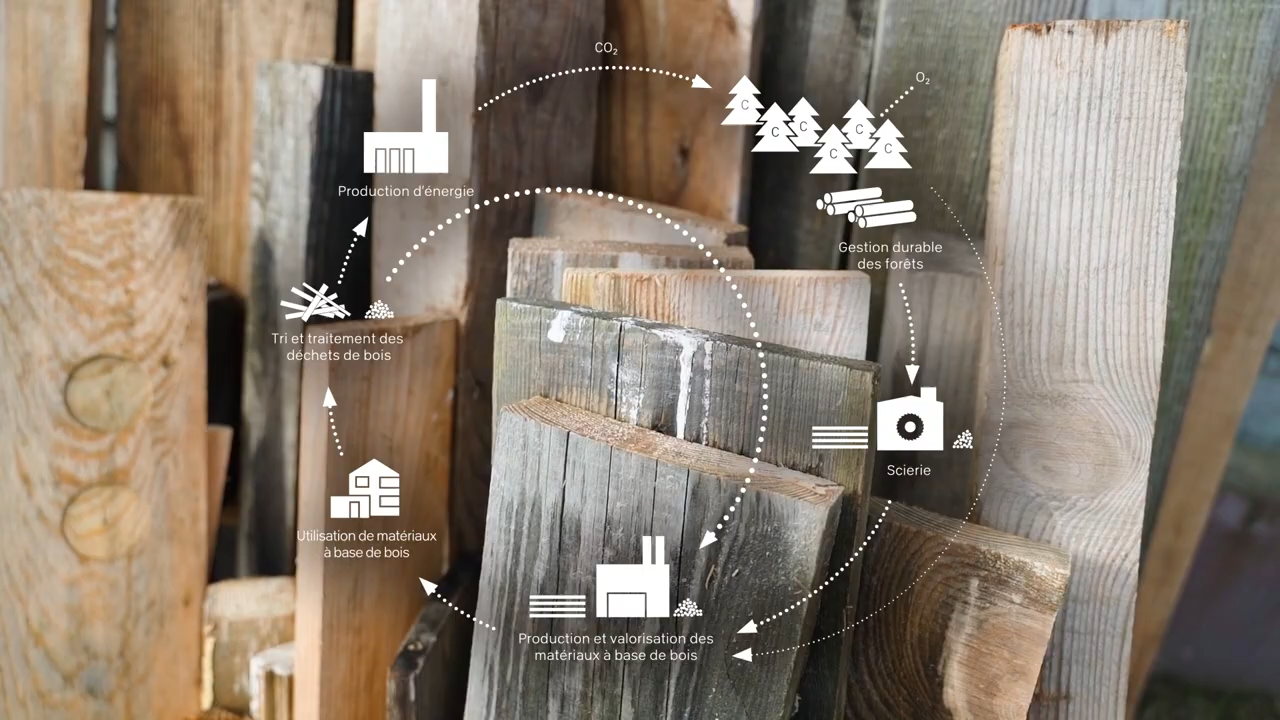 CO₂
O₂
C
C
C
C
C
C
Production d'énergie
Gestion durable
des forêts
Tri et traitement des
déchets de bois
Scierie
Utilisation de matériaux
à base de bois
Production et valorisation des
matériaux à base de bois